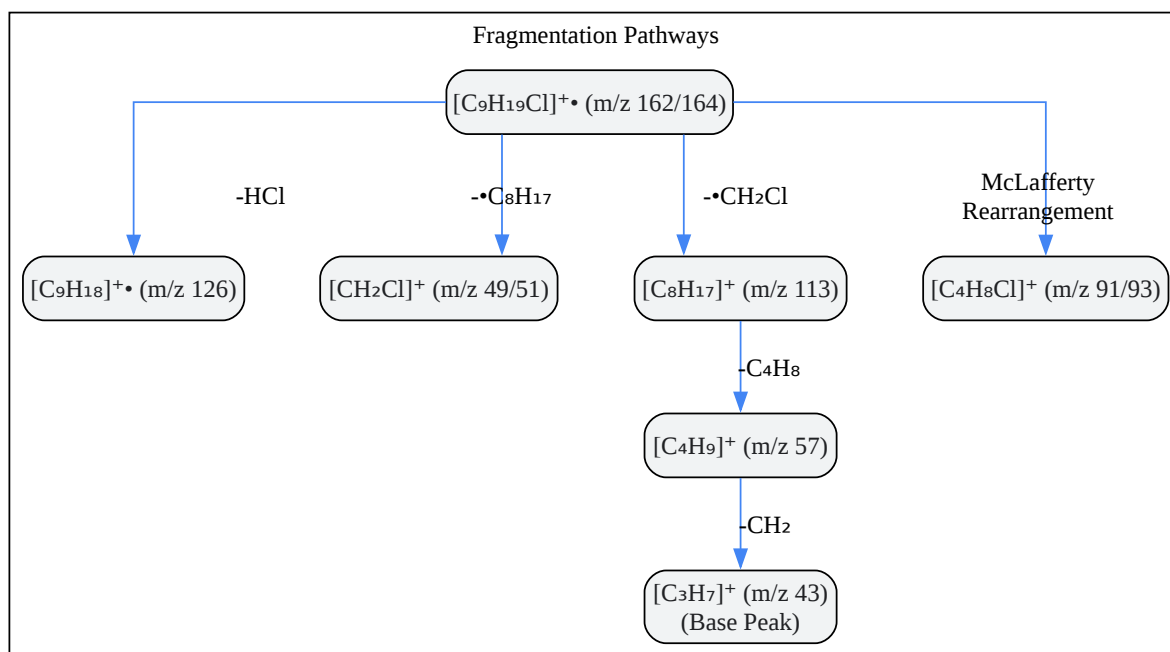 Fragmentation Pathways
[C₉H₁₉Cl]⁺• (m/z 162/164)
-HCl
-•C₈H₁₇
-•CH₂Cl
McLafferty
Rearrangement
[C₉H₁₈]⁺• (m/z 126)
[CH₂Cl]⁺ (m/z 49/51)
[C₈H₁₇]⁺ (m/z 113)
[C₄H₈Cl]⁺ (m/z 91/93)
-C₄H₈
[C₄H₉]⁺ (m/z 57)
-CH₂
[C₃H₇]⁺ (m/z 43)
(Base Peak)